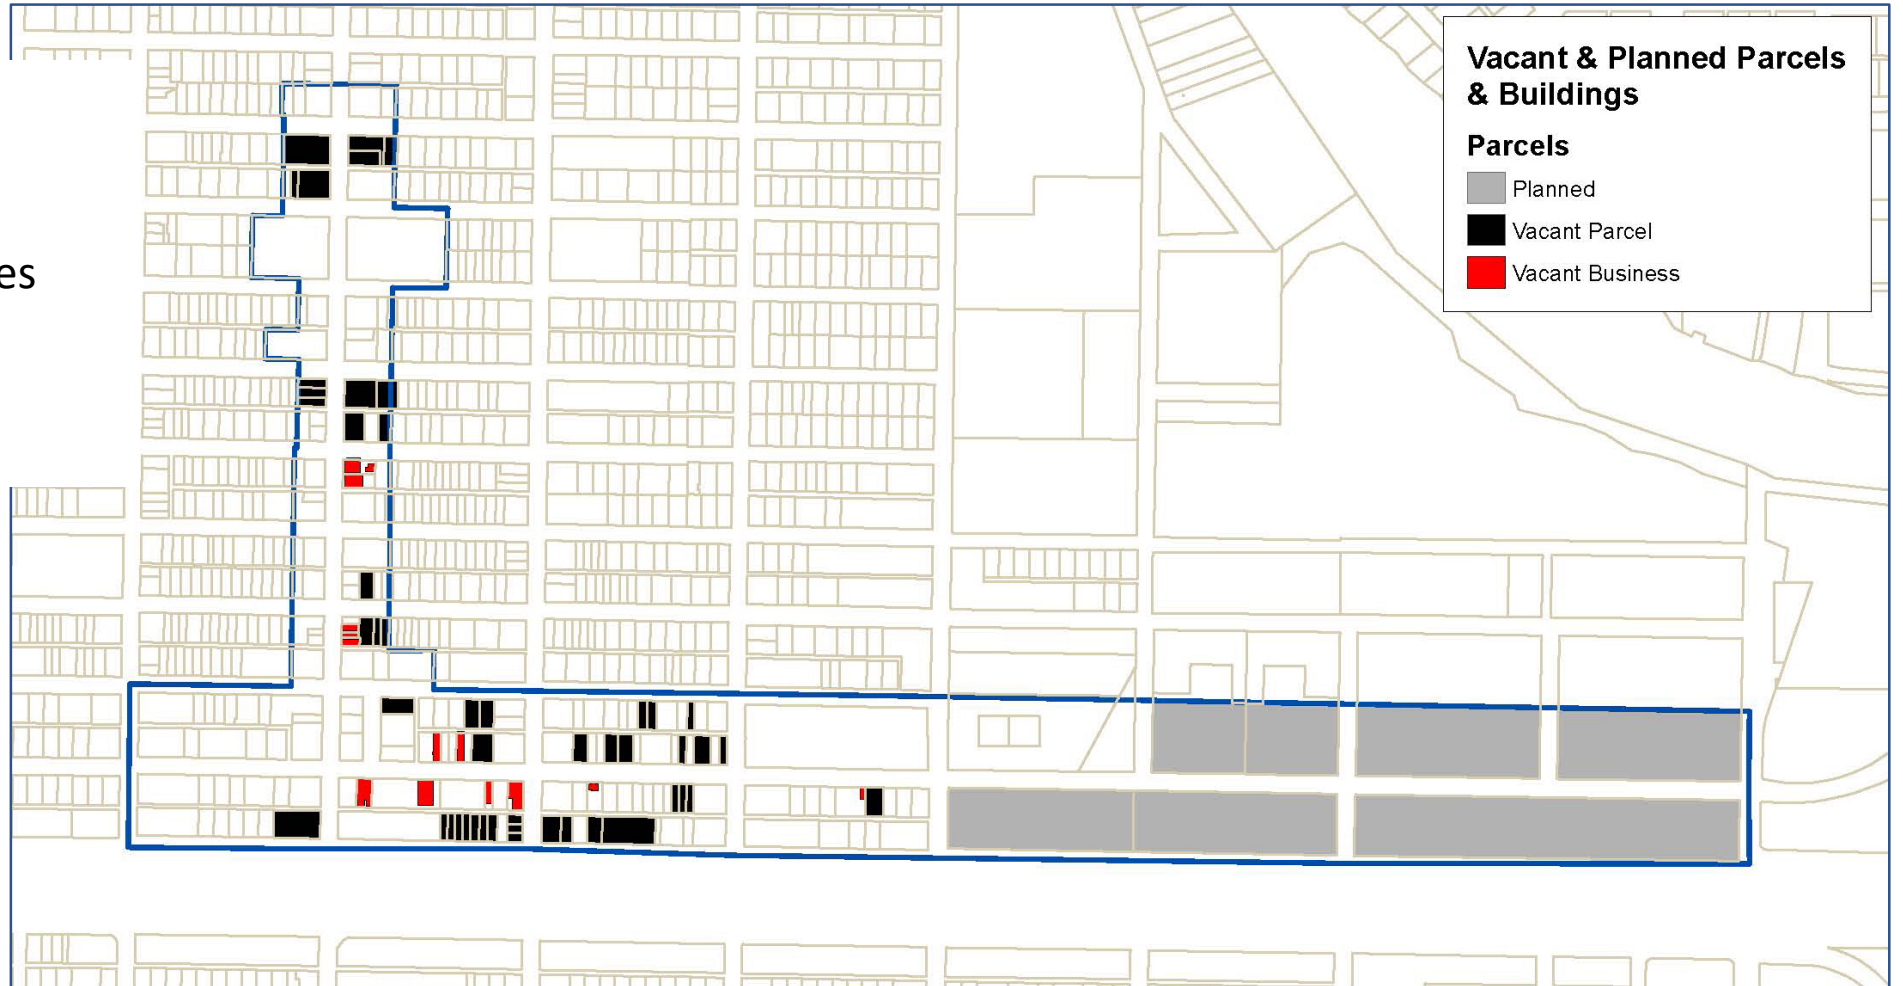 Vacant & Planned Parcels
& Buildings
Parcels
Planned
Vacant Parcel
Vacant Business
es